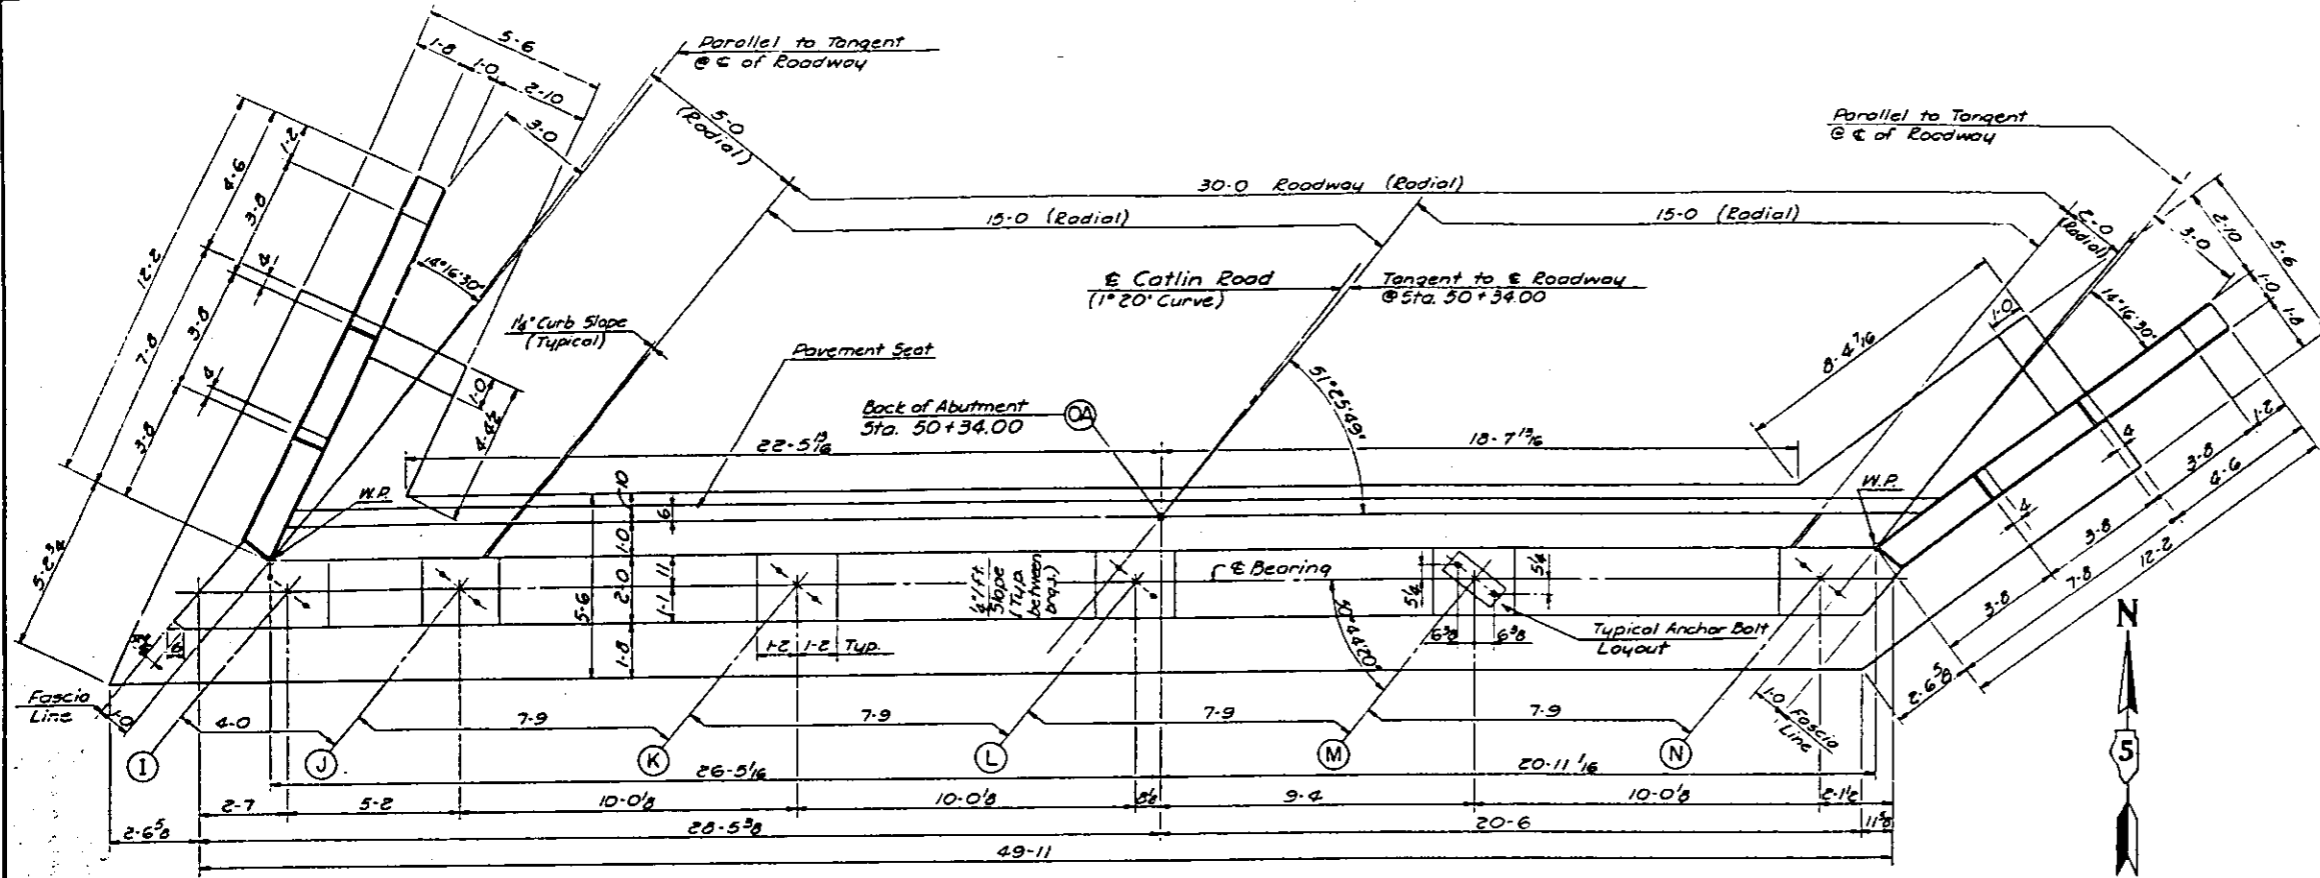 5-6
1-8
1-0
2-10
3-0
Parallel to Tangent
@ ℄ of Roadway
5-0
(Radial)
12-2
4-6
1-2
3-8
4
7-8
3-8
4
3-8
5-2¾
14°16'30"
1-0
4-4½
¼" Curb Slope
(Typical)
Pavement Seat
30-0 Roadway (Radial)
15-0 (Radial)
15-0 (Radial)
℄ Catlin Road
(1°20' Curve)
Tangent to ℄ Roadway
@ Sta. 50+34.00
Parallel to Tangent
@ ℄ of Roadway
2-0
(Radial)
3-0
2-10
5-6
1-0
1-8
14°16'30"
1-0
8-4 7/16
51°25'49"
Back of Abutment
Sta. 50+34.00
OA
22-5 13/16
18-7 13/16
W.P.
W.P.
10
6
1-0
11
2-0
1-1
5-6
1-8
¼"/Ft.
Slope
(Typ.
between
brgs.)
℄ Bearing
5¼
5¼
6⅜
6⅜
50°44'20"
Typical Anchor Bolt
Layout
1-2
1-2
Typ.
6
Fascia
Line
1-0
1-0
Fascia
Line
1-2
4
3-8
4-6
4
3-8
3-8
7-8
12-2
2-6⅝
4-0
7-9
7-9
7-9
7-9
I
J
K
L
M
N
26-5 1/16
20-11 1/16
2-7
5-2
10-0⅛
10-0⅛
8⅛
9-4
10-0⅛
2-1½
2-6⅝
28-5⅜
20-6
11⅝
49-11
N
5